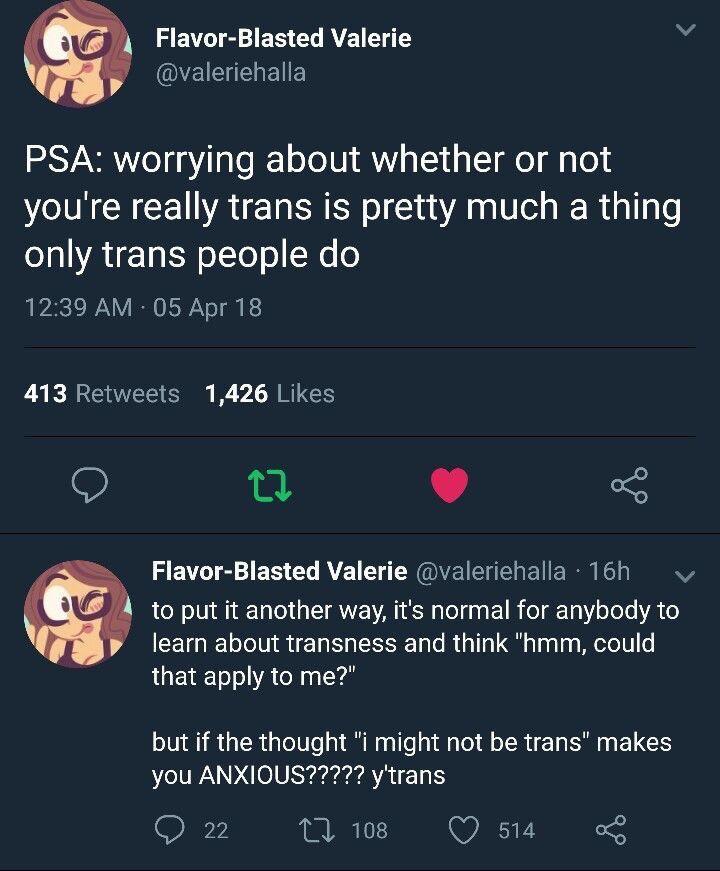 Flavor-Blasted Valerie
@valeriehalla
PSA: worrying about whether or not
you're really trans is pretty much a thing
only trans people do
12:39 AM · 05 Apr 18
413 Retweets 1,426 Likes
Flavor-Blasted Valerie @valeriehalla · 16h
to put it another way, it's normal for anybody to
learn about transness and think "hmm, could
that apply to me?"
but if the thought "i might not be trans" makes
you ANXIOUS????? y'trans
22 108 514